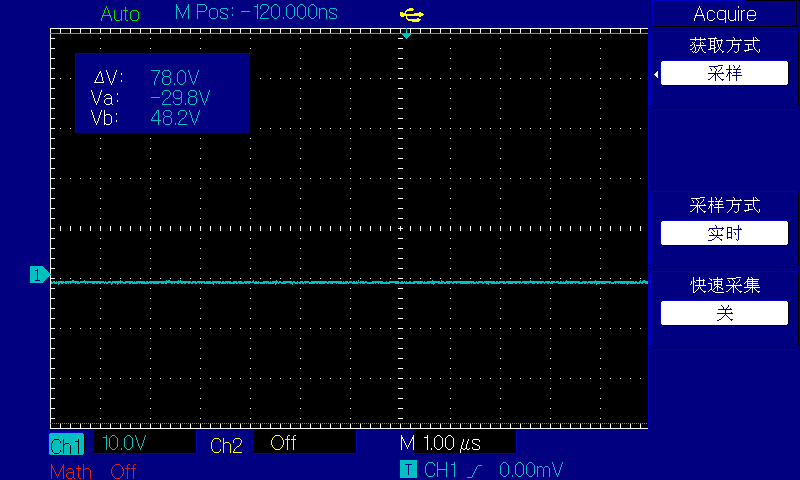 Auto M Pos: -120.000ns Acquire
获取方式
采样
ΔV: 78.0V
Va: -29.8V
Vb: 48.2V
采样方式
实时
1
快速采集
关
Ch1 10.0V Ch2 Off M 1.00 μs
Math Off T CH1 0.00mV